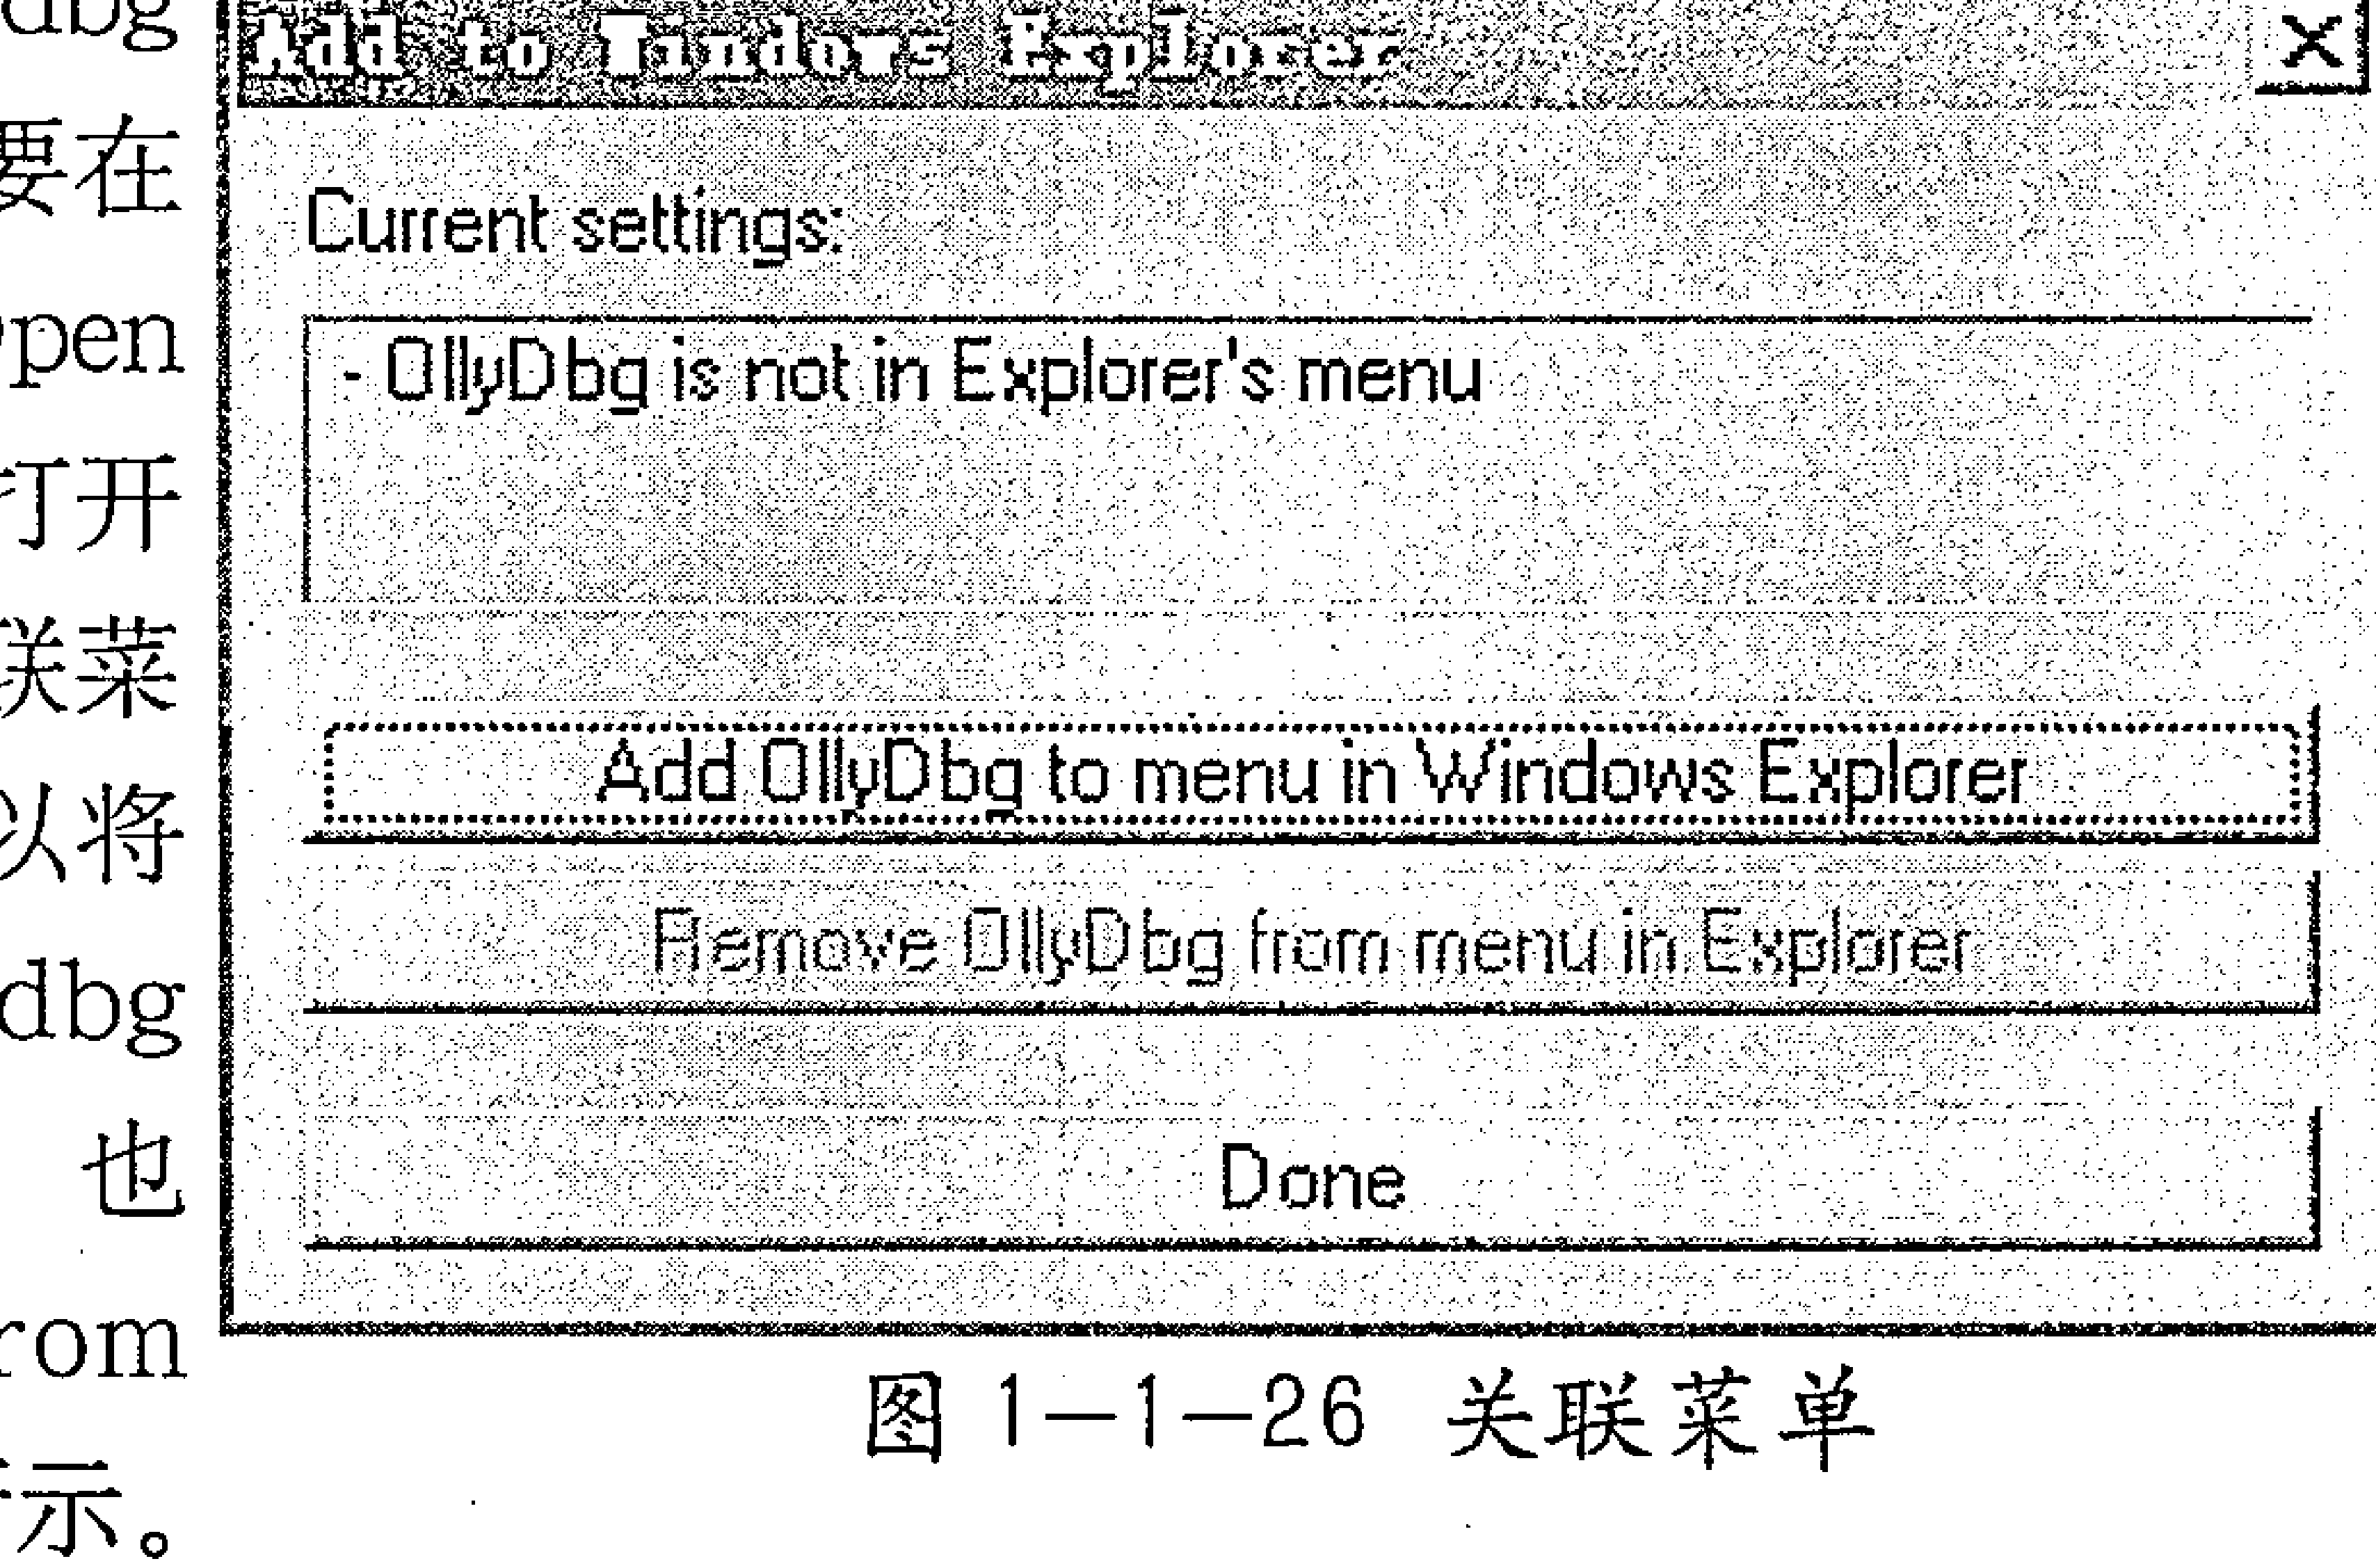 dbg
要在
pen
打开
联菜
以将
dbg
也
rom
示。
Add to Windows Explorer
Current settings:
- OllyDbg is not in Explorer's menu
Add OllyDbg to menu in Windows Explorer
Remove OllyDbg from menu in Explorer
Done
图 1-1-26 关联菜单